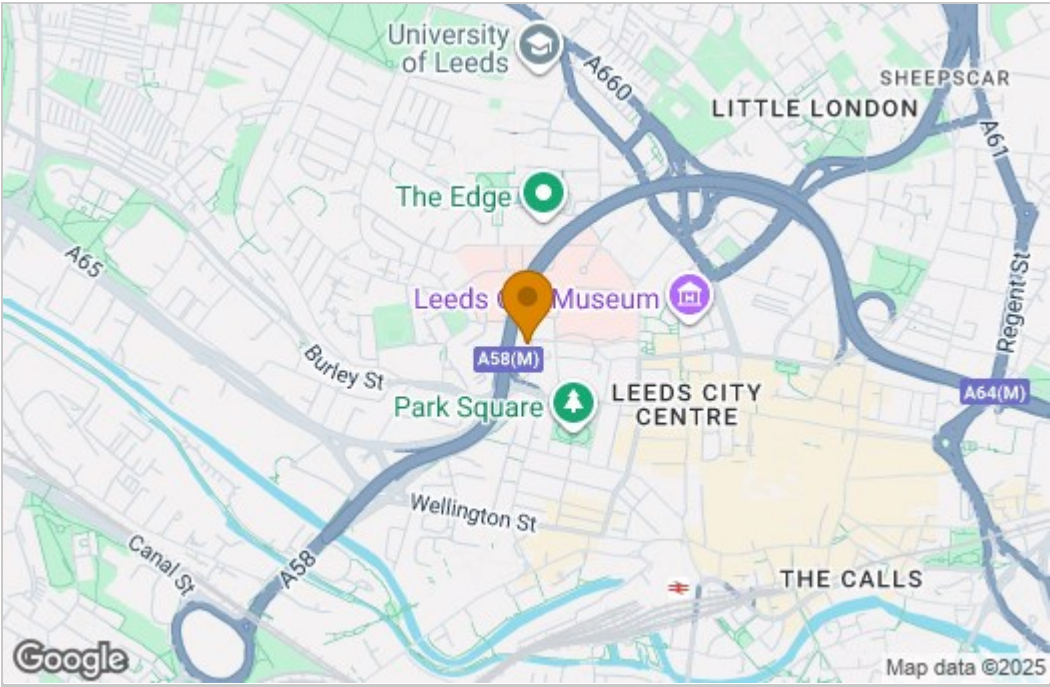 University
of Leeds
A660
SHEEPSCAR
LITTLE LONDON
A61
The Edge
A65
Leeds Museum
Regent St
A58(M)
Burley St
LEEDS CITY
CENTRE
A64(M)
Park Square
Wellington St
Canal St
A58
THE CALLS
Google
Map data ©2025